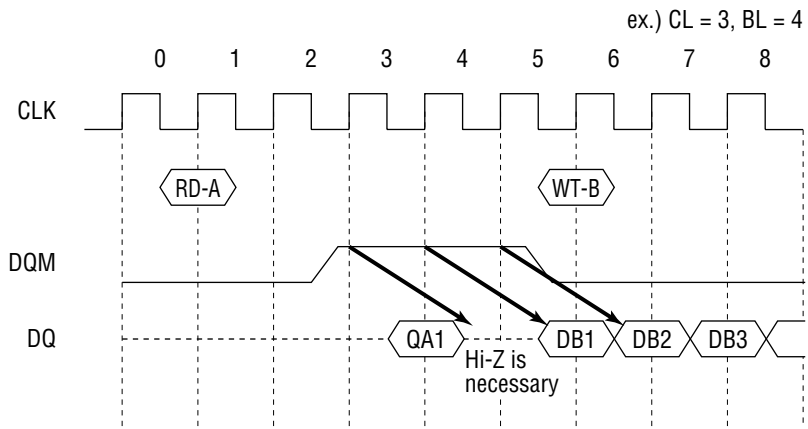 ex.) CL = 3, BL = 4
0 1 2 3 4 5 6 7 8
CLK
RD-A WT-B
DQM
DQ QA1 DB1 DB2 DB3
Hi-Z is
necessary